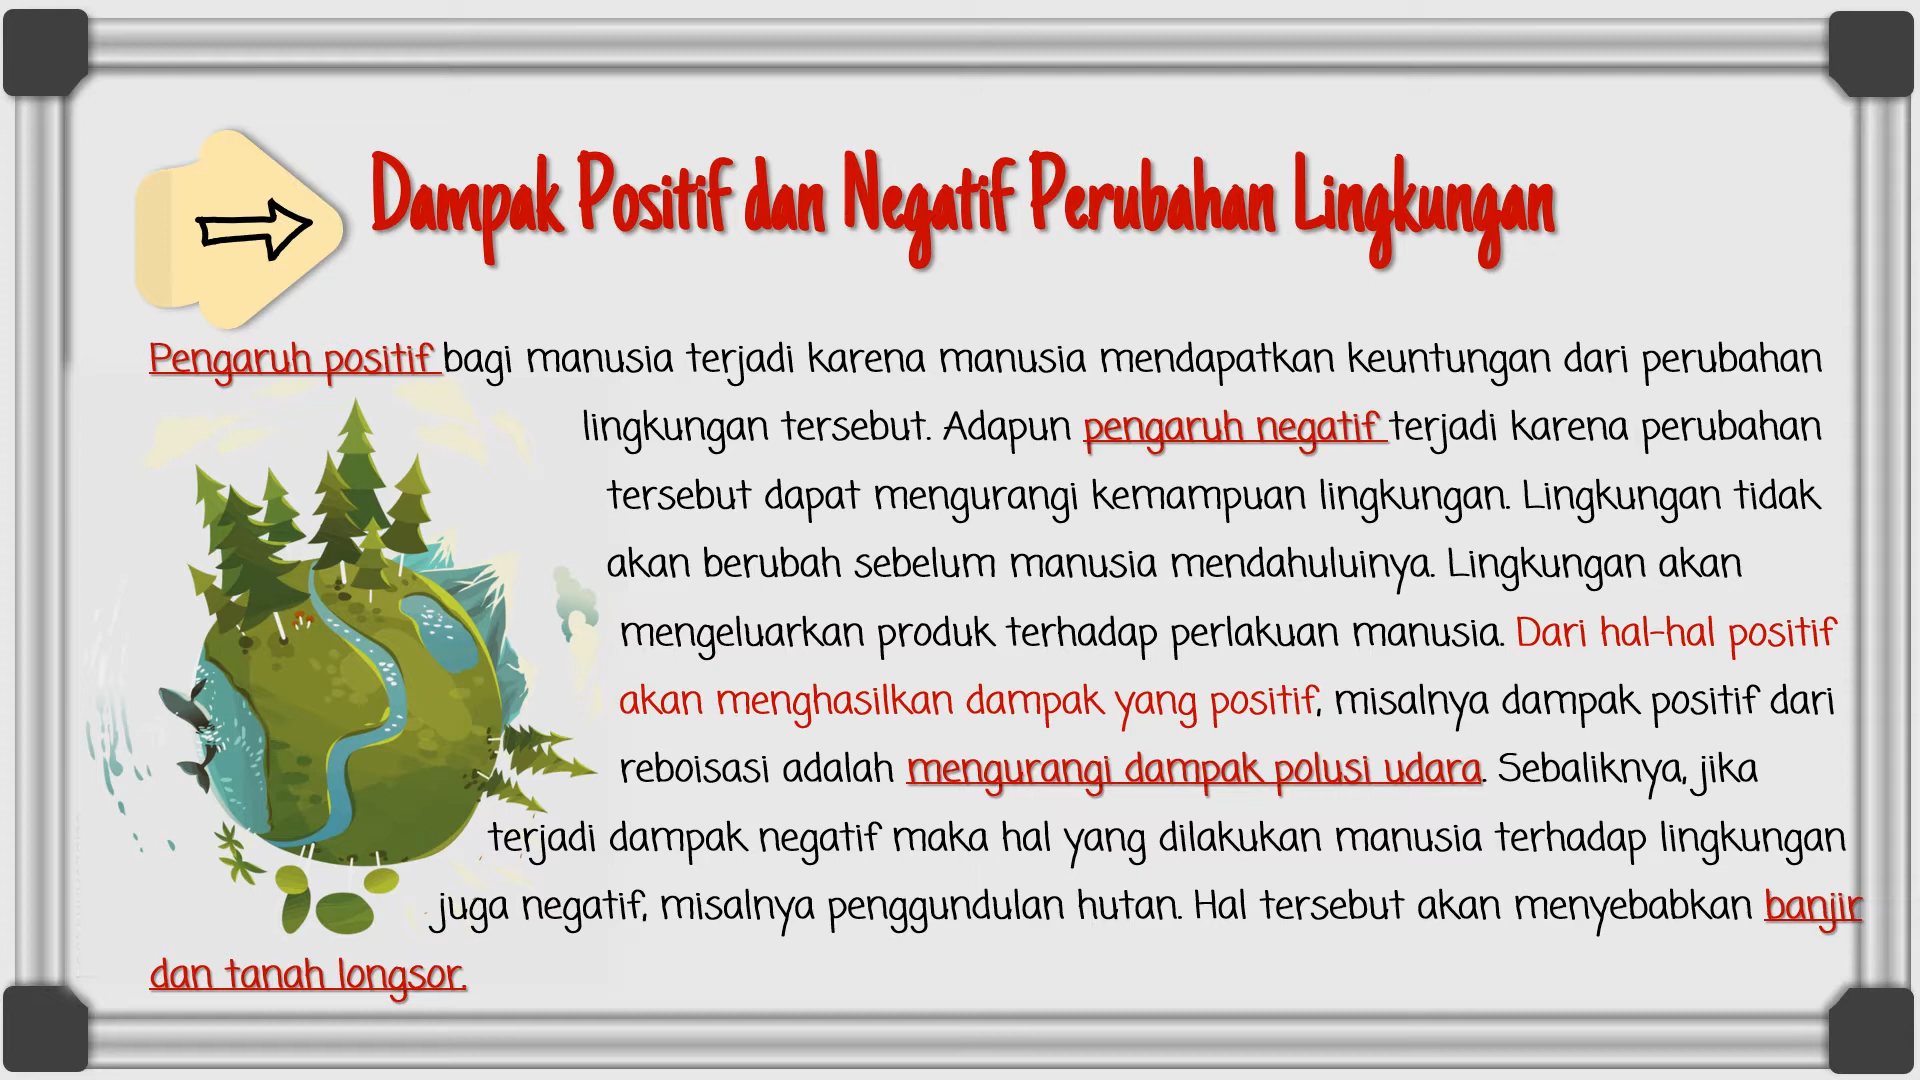 Dampak Positif dan Negatif Perubahan Lingkungan
Pengaruh positif bagi manusia terjadi karena manusia mendapatkan keuntungan dari perubahan
lingkungan tersebut. Adapun pengaruh negatif terjadi karena perubahan
tersebut dapat mengurangi kemampuan lingkungan. Lingkungan tidak
akan berubah sebelum manusia mendahuluinya. Lingkungan akan
mengeluarkan produk terhadap perlakuan manusia. Dari hal-hal positif
akan menghasilkan dampak yang positif, misalnya dampak positif dari
reboisasi adalah mengurangi dampak polusi udara. Sebaliknya, jika
terjadi dampak negatif maka hal yang dilakukan manusia terhadap lingkungan
juga negatif, misalnya penggundulan hutan. Hal tersebut akan menyebabkan banjir
dan tanah longsor.